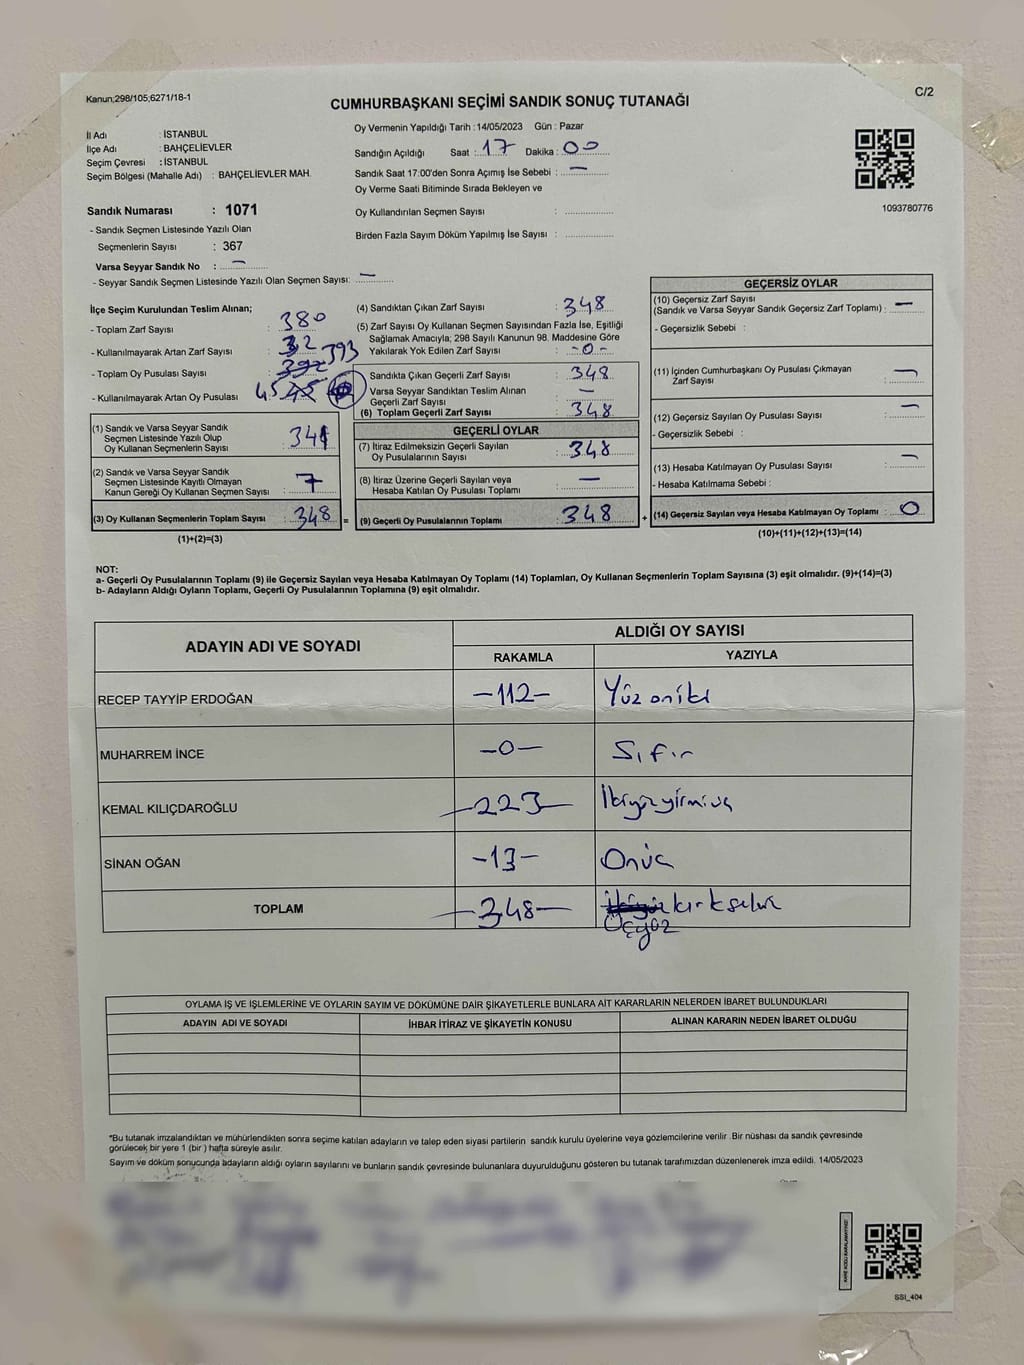 Kanun;298/105;6271/18-1
C/2
CUMHURBAŞKANI SEÇİMİ SANDIK SONUÇ TUTANAĞI
İl Adı : İSTANBUL
İlçe Adı : BAHÇELİEVLER
Seçim Çevresi : İSTANBUL
Seçim Bölgesi (Mahalle Adı) : BAHÇELİEVLER MAH.
Oy Vermenin Yapıldığı Tarih : 14/05/2023 Gün : Pazar
Sandığın Açıldığı Saat : 17 Dakika : 00
Sandık Saat 17:00'den Sonra Açımış İse Sebebi : —
Oy Verme Saati Bitiminde Sırada Bekleyen ve
Oy Kullandırılan Seçmen Sayısı :
Birden Fazla Sayım Döküm Yapılmış İse Sayısı :
1093780776
Sandık Numarası : 1071
- Sandık Seçmen Listesinde Yazılı Olan
Seçmenlerin Sayısı : 367
Varsa Seyyar Sandık No : —
- Seyyar Sandık Seçmen Listesinde Yazılı Olan Seçmen Sayısı: —
İlçe Seçim Kurulundan Teslim Alınan;
- Toplam Zarf Sayısı : 380
- Kullanılmayarak Artan Zarf Sayısı : 32
- Toplam Oy Pusulası Sayısı : 392 393
- Kullanılmayarak Artan Oy Pusulası 45 45
(1) Sandık ve Varsa Seyyar Sandık
Seçmen Listesinde Yazılı Olup
Oy Kullanan Seçmenlerin Sayısı : 341
(2) Sandık ve Varsa Seyyar Sandık
Seçmen Listesinde Kayıtlı Olmayan
Kanun Gereği Oy Kullanan Seçmen Sayısı : 7
(3) Oy Kullanan Seçmenlerin Toplam Sayısı : 348 =
(1)+(2)=(3)
(4) Sandıktan Çıkan Zarf Sayısı : 348
(5) Zarf Sayısı Oy Kullanan Seçmen Sayısından Fazla İse, Eşitliği
Sağlamak Amacıyla; 298 Sayılı Kanunun 98. Maddesine Göre
Yakılarak Yok Edilen Zarf Sayısı : -0-
Sandıkta Çıkan Geçerli Zarf Sayısı : 348
Varsa Seyyar Sandıktan Teslim Alınan
Geçerli Zarf Sayısı : —
(6) Toplam Geçerli Zarf Sayısı : 348
GEÇERLİ OYLAR
(7) İtiraz Edilmeksizin Geçerli Sayılan
Oy Pusulalarının Sayısı : 348
(8) İtiraz Üzerine Geçerli Sayılan veya
Hesaba Katılan Oy Pusulası Toplamı : —
(9) Geçerli Oy Pusulalarının Toplamı : 348 +
GEÇERSİZ OYLAR
(10) Geçersiz Zarf Sayısı
(Sandık ve Varsa Seyyar Sandık Geçersiz Zarf Toplamı) : —
- Geçersizlik Sebebi :
(11) İçinden Cumhurbaşkanı Oy Pusulası Çıkmayan
Zarf Sayısı : —
(12) Geçersiz Sayılan Oy Pusulası Sayısı : —
- Geçersizlik Sebebi :
(13) Hesaba Katılmayan Oy Pusulası Sayısı : —
- Hesaba Katılmama Sebebi :
(14) Geçersiz Sayılan veya Hesaba Katılmayan Oy Toplamı : 0
(10)+(11)+(12)+(13)=(14)
NOT:
a- Geçerli Oy Pusulalarının Toplamı (9) ile Geçersiz Sayılan veya Hesaba Katılmayan Oy Toplamı (14) Toplamları, Oy Kullanan Seçmenlerin Toplam Sayısına (3) eşit olmalıdır. (9)+(14)=(3)
b- Adayların Aldığı Oyların Toplamı, Geçerli Oy Pusulalarının Toplamına (9) eşit olmalıdır.
ADAYIN ADI VE SOYADI
ALDIĞI OY SAYISI
RAKAMLA YAZIYLA
RECEP TAYYİP ERDOĞAN -112- Yüz oniki
MUHARREM İNCE -0- Sıfır
KEMAL KILIÇDAROĞLU -223- İkiyüzyirmiüç
SİNAN OĞAN -13- Onüç
TOPLAM -348- İkiyüz kırksekiz
Üçyüz
OYLAMA İŞ VE İŞLEMLERİNE VE OYLARIN SAYIM VE DÖKÜMÜNE DAİR ŞİKAYETLERLE BUNLARA AİT KARARLARIN NELERDEN İBARET BULUNDUKLARI
ADAYIN ADI VE SOYADI İHBAR İTİRAZ VE ŞİKAYETİN KONUSU ALINAN KARARIN NEDEN İBARET OLDUĞU
*Bu tutanak imzalandıktan ve mühürlendikten sonra seçime katılan adayların ve talep eden siyasi partilerin sandık kurulu üyelerine veya gözlemcilerine verilir .Bir nüshası da sandık çevresinde
görülecek bir yere 1 (bir ) hafta süreyle asılır.
Sayım ve döküm sonucunda adayların aldığı oyların sayılarını ve bunların sandık çevresinde bulunanlara duyurulduğunu gösteren bu tutanak tarafımızdan düzenlenerek imza edildi. 14/05/2023
KARE KODU KARALAMAYINIZ!
SSI_404